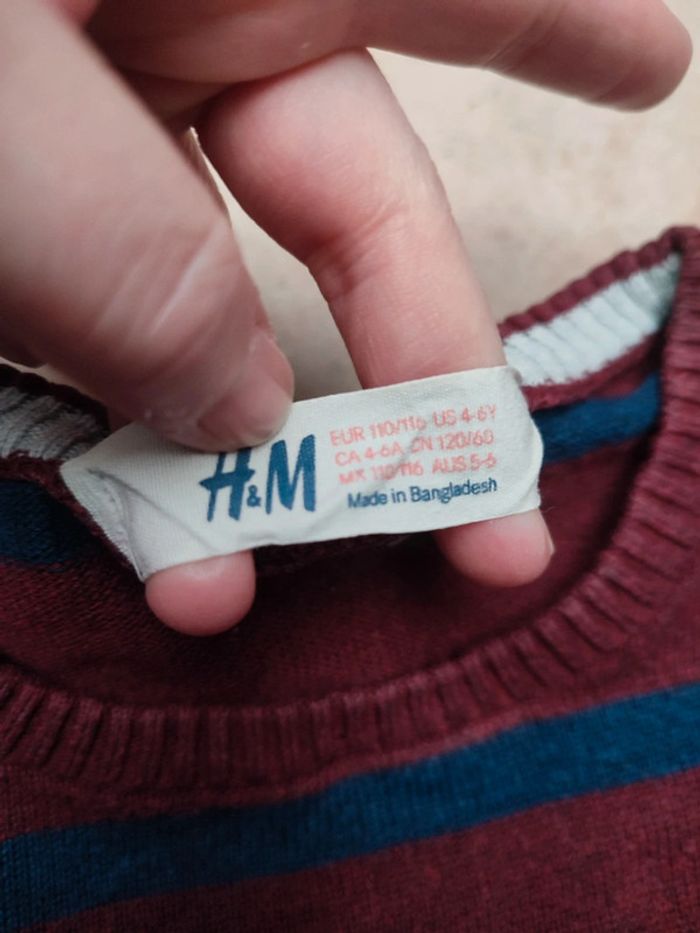 H&M
EUR 110/116 US 4-6Y
CA 4-6A CN 120/60
MX 110/116 AUS 5-6
Made in Bangladesh